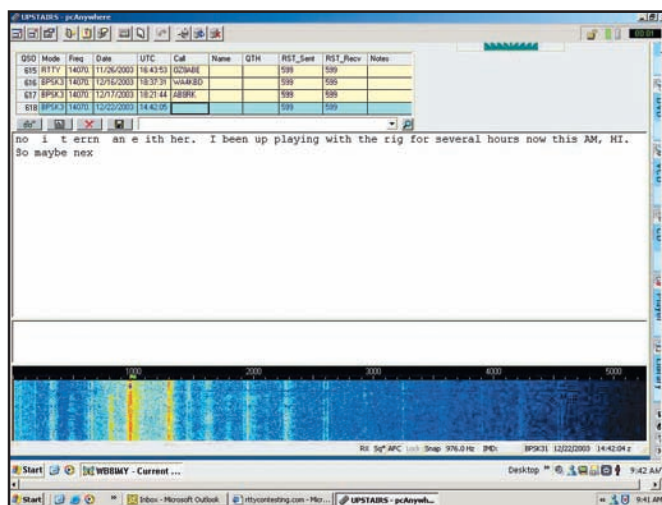 UPSTAIRS - pcAnywhere
00:01
QSO Mode Freq Date UTC Call Name QTH RST_Sent RST_Recv Notes
615 RTTY 14070. 11/26/2003 16:43:53 599 599
616 BPSK3 14070. 12/16/2003 18:37:31 WA4KBD 599 599
617 BPSK3 14070. 12/17/2003 18:21:44 599 599
618 BPSK3 14070. 12/22/2003 14:42:05 599 599
no i t errn an e ith her. I been up playing with the rig for several hours now this AM, HI.
So maybe nex
1000 2000 3000 4000 5000
RX Sq* AFC Lock Snap 976.0 Hz IMD: BPSK31 12/22/2003 14:42:04 z
Start WB8IMY - Current ... Desktop 9:42 AM
Start Inbox - Microsoft Outlook rttycontesting.com - Micr... UPSTAIRS - pcAnywh... 9:41 AM